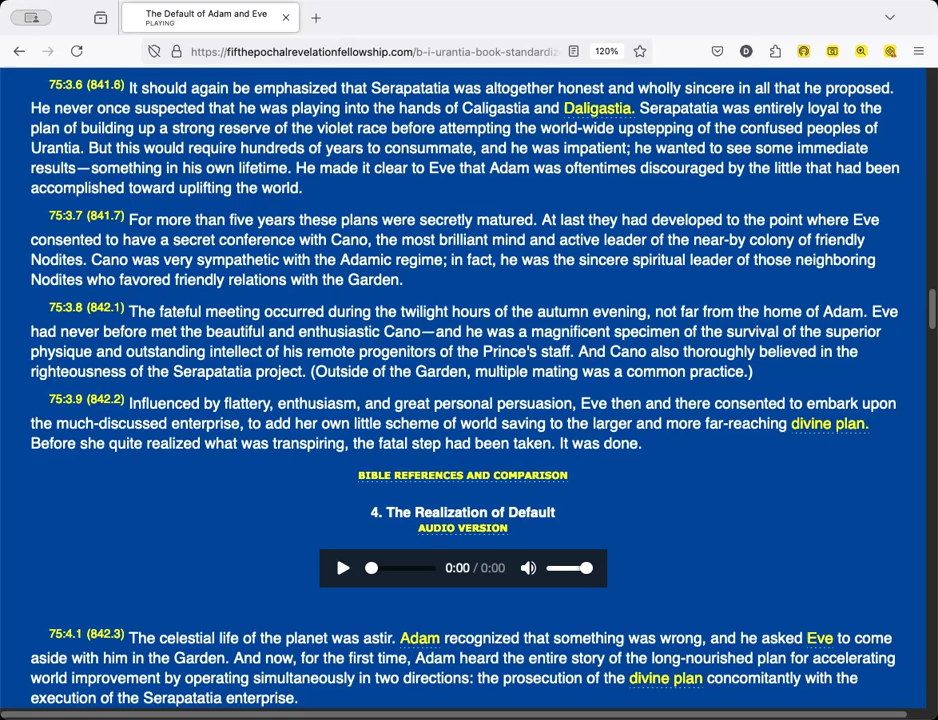 The Default of Adam and Eve
PLAYING
https://fifthepochalrevelationfellowship.com/b-i-urantia-book-standardiz
120%
75:3.6 (841.6) It should again be emphasized that Serapatatia was altogether honest and wholly sincere in all that he proposed.
He never once suspected that he was playing into the hands of Caligastia and Daligastia. Serapatatia was entirely loyal to the
plan of building up a strong reserve of the violet race before attempting the world-wide upstepping of the confused peoples of
Urantia. But this would require hundreds of years to consummate, and he was impatient; he wanted to see some immediate
results—something in his own lifetime. He made it clear to Eve that Adam was oftentimes discouraged by the little that had been
accomplished toward uplifting the world.
75:3.7 (841.7) For more than five years these plans were secretly matured. At last they had developed to the point where Eve
consented to have a secret conference with Cano, the most brilliant mind and active leader of the near-by colony of friendly
Nodites. Cano was very sympathetic with the Adamic regime; in fact, he was the sincere spiritual leader of those neighboring
Nodites who favored friendly relations with the Garden.
75:3.8 (842.1) The fateful meeting occurred during the twilight hours of the autumn evening, not far from the home of Adam. Eve
had never before met the beautiful and enthusiastic Cano—and he was a magnificent specimen of the survival of the superior
physique and outstanding intellect of his remote progenitors of the Prince's staff. And Cano also thoroughly believed in the
righteousness of the Serapatatia project. (Outside of the Garden, multiple mating was a common practice.)
75:3.9 (842.2) Influenced by flattery, enthusiasm, and great personal persuasion, Eve then and there consented to embark upon
the much-discussed enterprise, to add her own little scheme of world saving to the larger and more far-reaching divine plan.
Before she quite realized what was transpiring, the fatal step had been taken. It was done.
BIBLE REFERENCES AND COMPARISON
4. The Realization of Default
AUDIO VERSION
0:00 / 0:00
75:4.1 (842.3) The celestial life of the planet was astir. Adam recognized that something was wrong, and he asked Eve to come
aside with him in the Garden. And now, for the first time, Adam heard the entire story of the long-nourished plan for accelerating
world improvement by operating simultaneously in two directions: the prosecution of the divine plan concomitantly with the
execution of the Serapatatia enterprise.